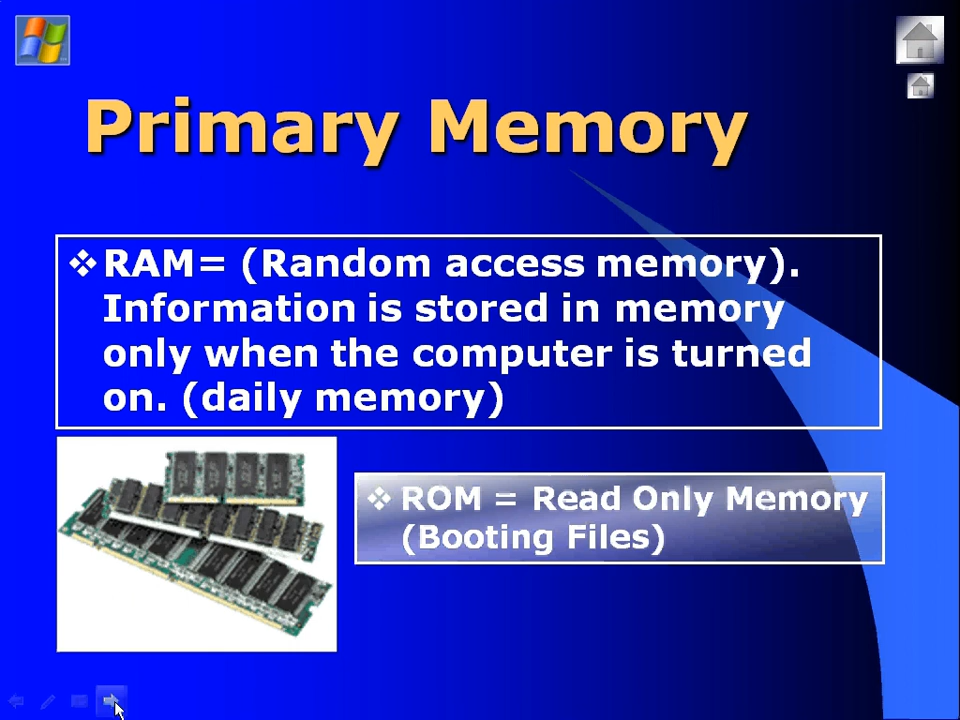 Primary Memory
❖ RAM= (Random access memory).
Information is stored in memory
only when the computer is turned
on. (daily memory)
❖ ROM = Read Only Memory
(Booting Files)